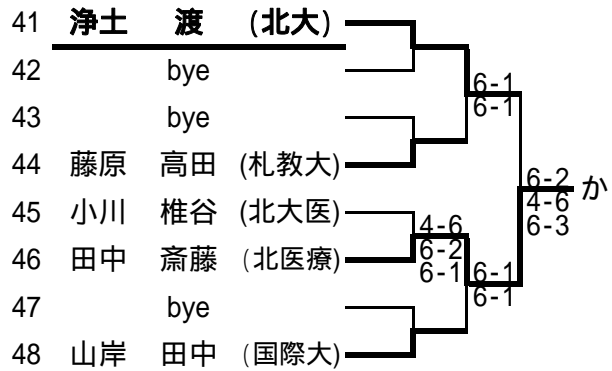 41 浄土 渡 (北大)
42 bye
43 bye
44 藤原 高田 (札教大)
45 小川 椎谷 (北大医)
46 田中 斎藤 (北医療)
47 bye
48 山岸 田中 (国際大)
6-1
6-1
4-6
6-2
6-1
6-1
6-1
6-2
4-6
6-3
か